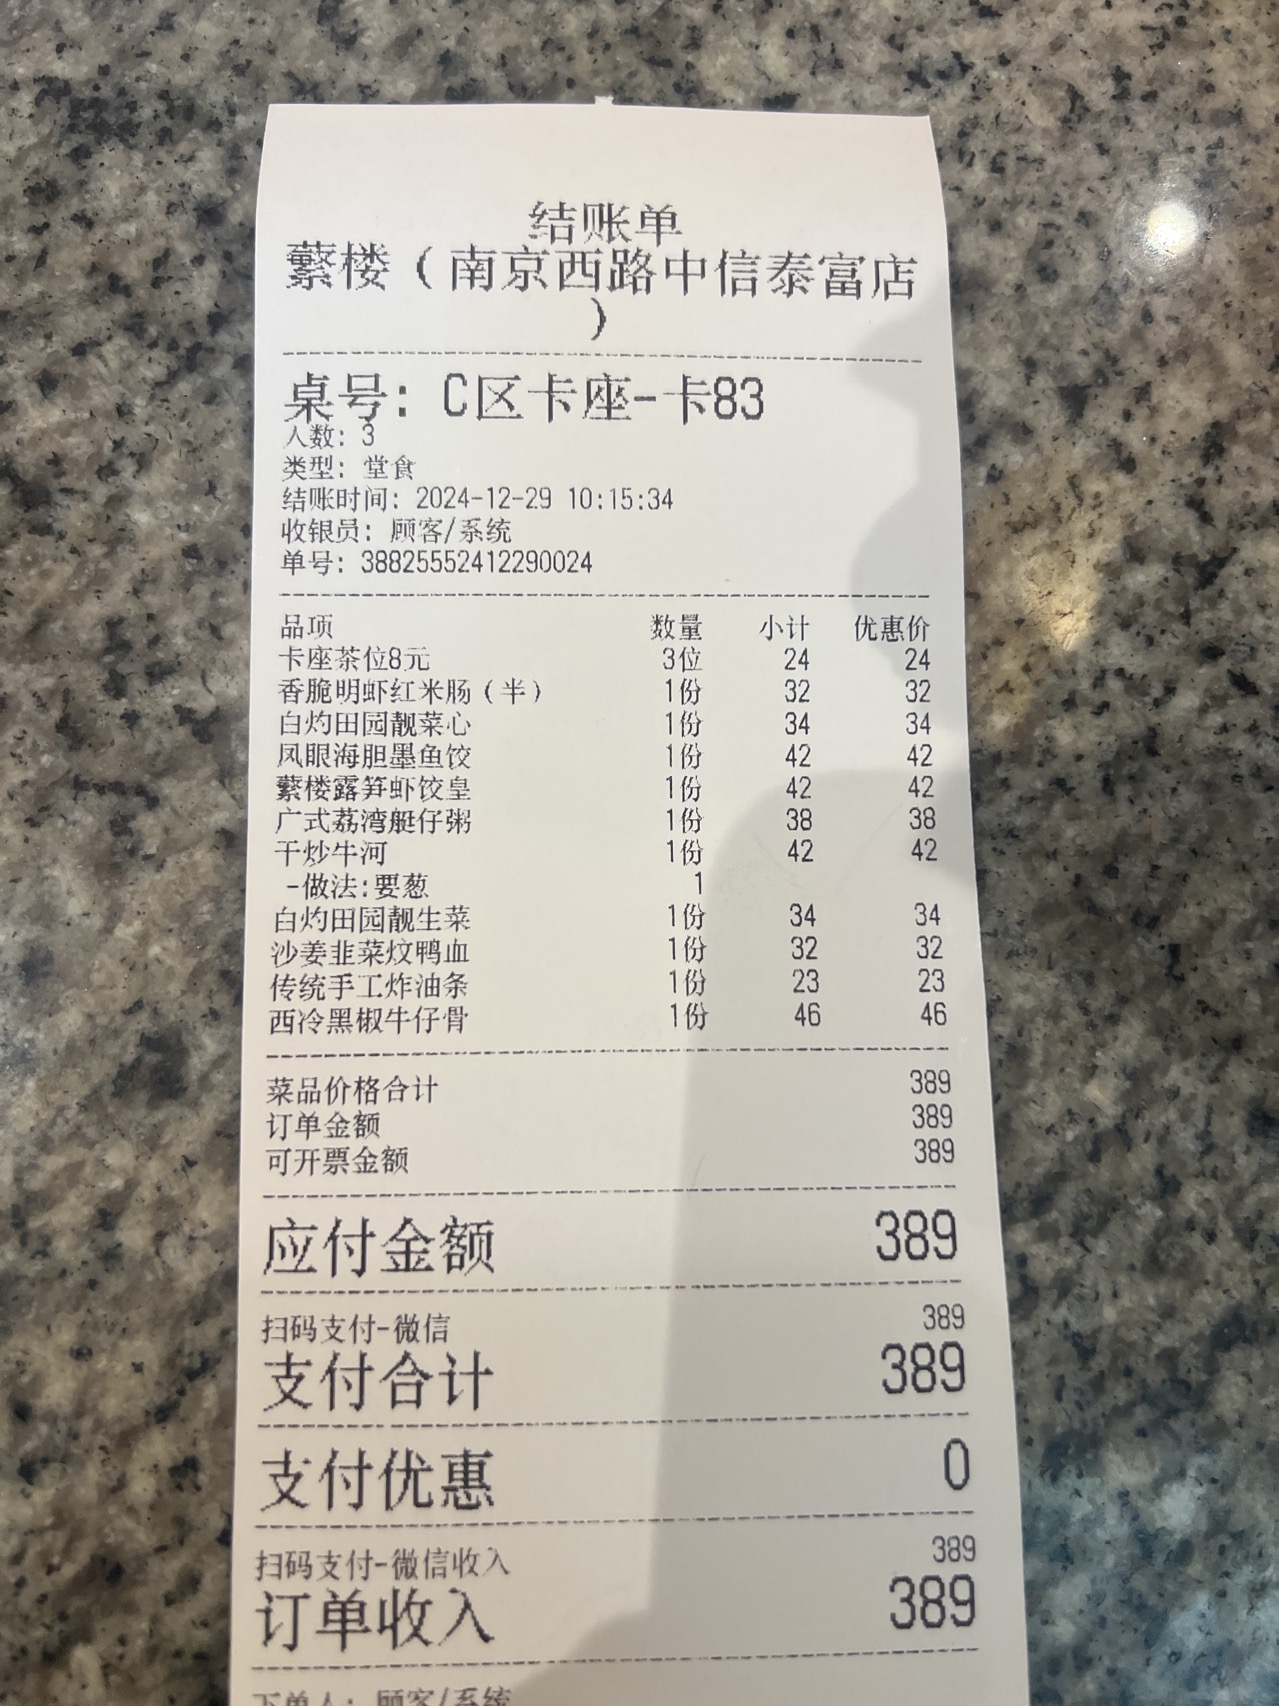 结账单
蘩楼（南京西路中信泰富店
）
桌号: C区卡座-卡83
人数: 3
类型: 堂食
结账时间: 2024-12-29 10:15:34
收银员: 顾客/系统
单号: 38825552412290024
品项 数量 小计 优惠价
卡座茶位8元 3位 24 24
香脆明虾红米肠（半） 1份 32 32
白灼田园靓菜心 1份 34 34
凤眼海胆墨鱼饺 1份 42 42
蘩楼露笋虾饺皇 1份 42 42
广式荔湾艇仔粥 1份 38 38
干炒牛河 1份 42 42
-做法:要葱 1
白灼田园靓生菜 1份 34 34
沙姜韭菜炆鸭血 1份 32 32
传统手工炸油条 1份 23 23
西冷黑椒牛仔骨 1份 46 46
菜品价格合计 389
订单金额 389
可开票金额 389
应付金额 389
扫码支付-微信 389
支付合计 389
支付优惠 0
扫码支付-微信收入 389
订单收入 389
下单人: 顾客/系统